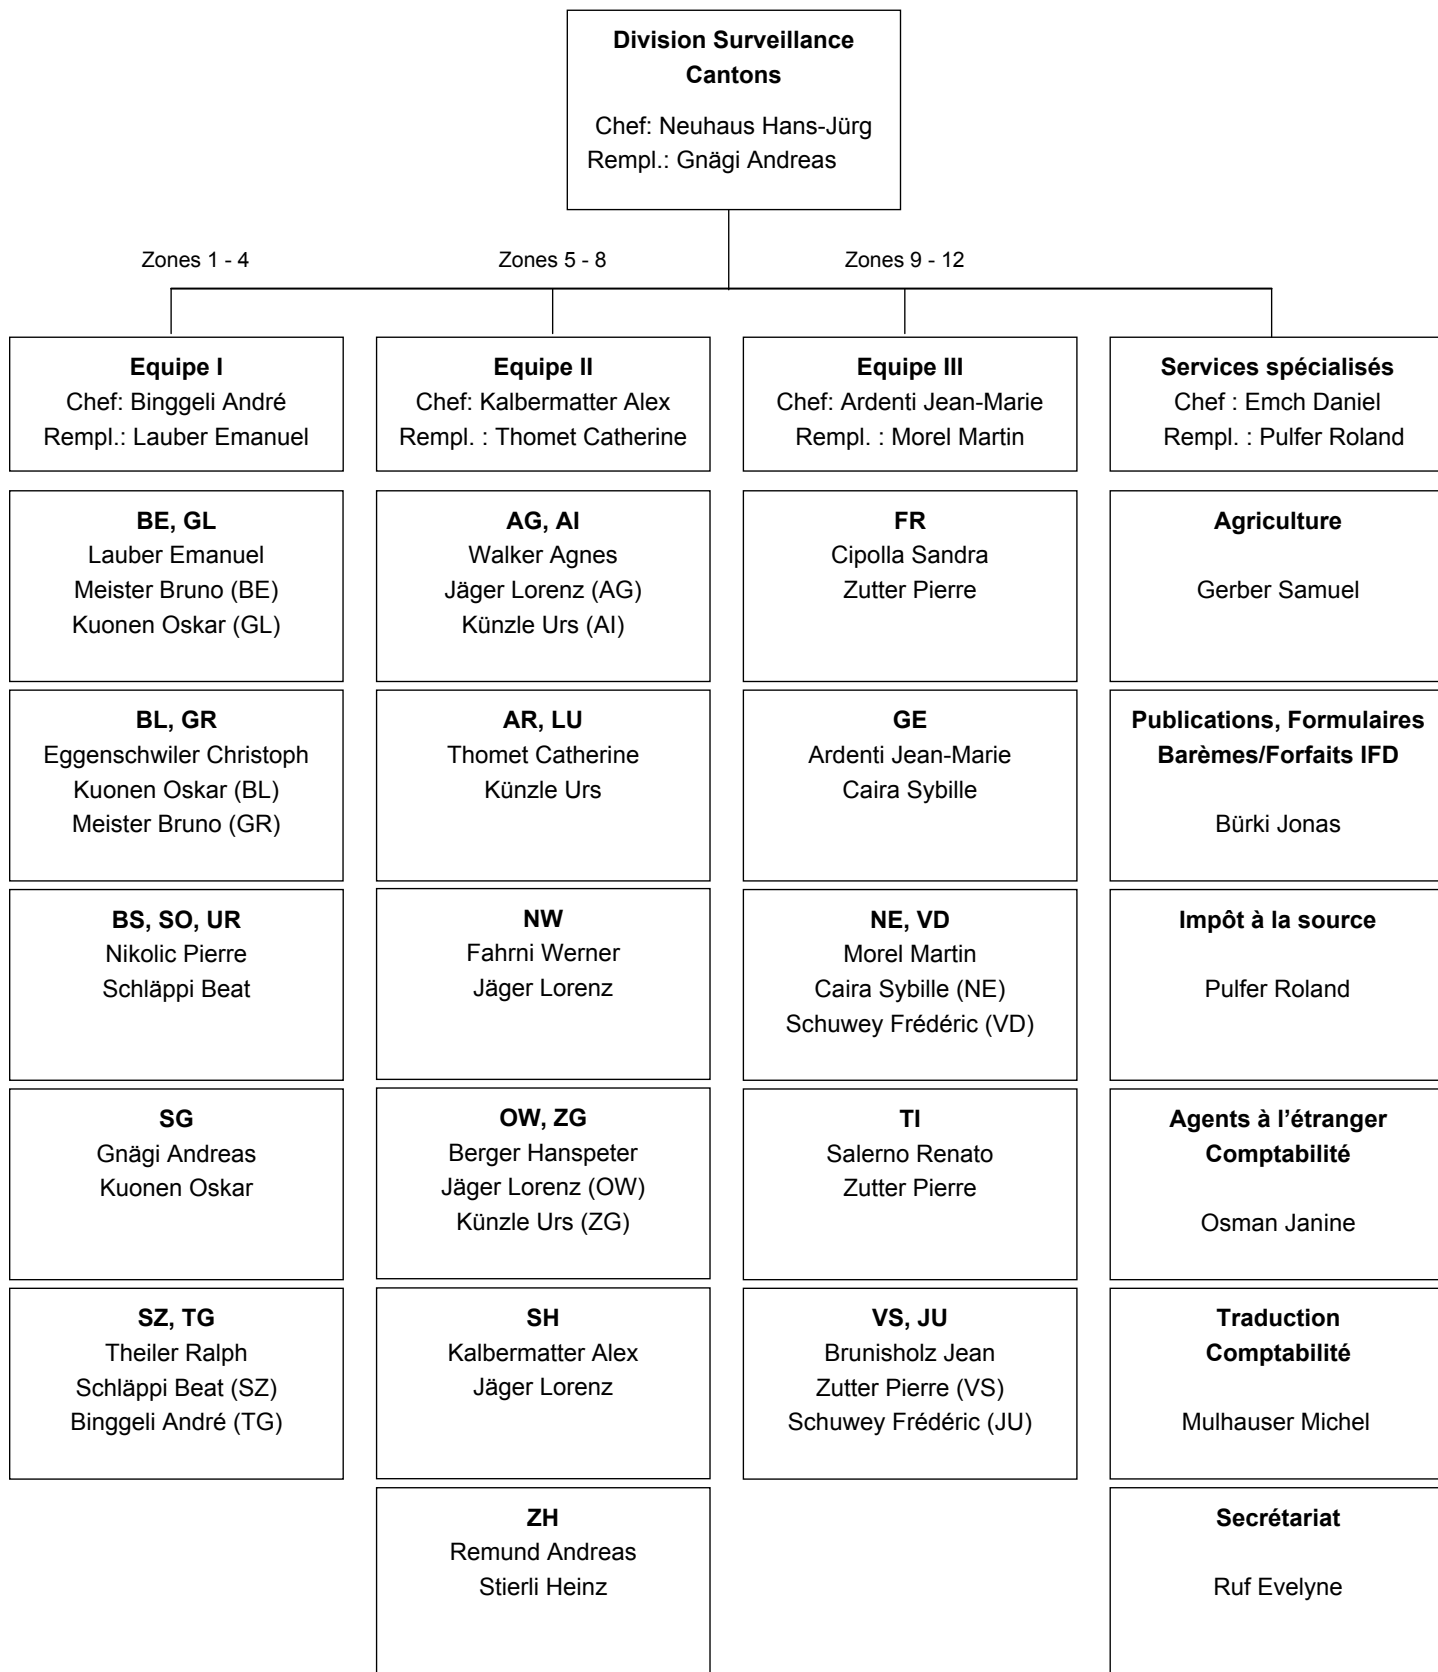 Division Surveillance
Cantons
Chef: Neuhaus Hans-Jürg
Rempl.: Gnägi Andreas
Zones 1 - 4
Zones 5 - 8
Zones 9 - 12
Equipe I
Chef: Binggeli André
Rempl.: Lauber Emanuel
BE, GL
Lauber Emanuel
Meister Bruno (BE)
Kuonen Oskar (GL)
BL, GR
Eggenschwiler Christoph
Kuonen Oskar (BL)
Meister Bruno (GR)
BS, SO, UR
Nikolic Pierre
Schläppi Beat
SG
Gnägi Andreas
Kuonen Oskar
SZ, TG
Theiler Ralph
Schläppi Beat (SZ)
Binggeli André (TG)
Equipe II
Chef: Kalbermatter Alex
Rempl. : Thomet Catherine
AG, AI
Walker Agnes
Jäger Lorenz (AG)
Künzle Urs (AI)
AR, LU
Thomet Catherine
Künzle Urs
NW
Fahrni Werner
Jäger Lorenz
OW, ZG
Berger Hanspeter
Jäger Lorenz (OW)
Künzle Urs (ZG)
SH
Kalbermatter Alex
Jäger Lorenz
ZH
Remund Andreas
Stierli Heinz
Equipe III
Chef: Ardenti Jean-Marie
Rempl. : Morel Martin
FR
Cipolla Sandra
Zutter Pierre
GE
Ardenti Jean-Marie
Caira Sybille
NE, VD
Morel Martin
Caira Sybille (NE)
Schuwey Frédéric (VD)
TI
Salerno Renato
Zutter Pierre
VS, JU
Brunisholz Jean
Zutter Pierre (VS)
Schuwey Frédéric (JU)
Services spécialisés
Chef : Emch Daniel
Rempl. : Pulfer Roland
Agriculture
Gerber Samuel
Publications, Formulaires
Barèmes/Forfaits IFD
Bürki Jonas
Impôt à la source
Pulfer Roland
Agents à l’étranger
Comptabilité
Osman Janine
Traduction
Comptabilité
Mulhauser Michel
Secrétariat
Ruf Evelyne